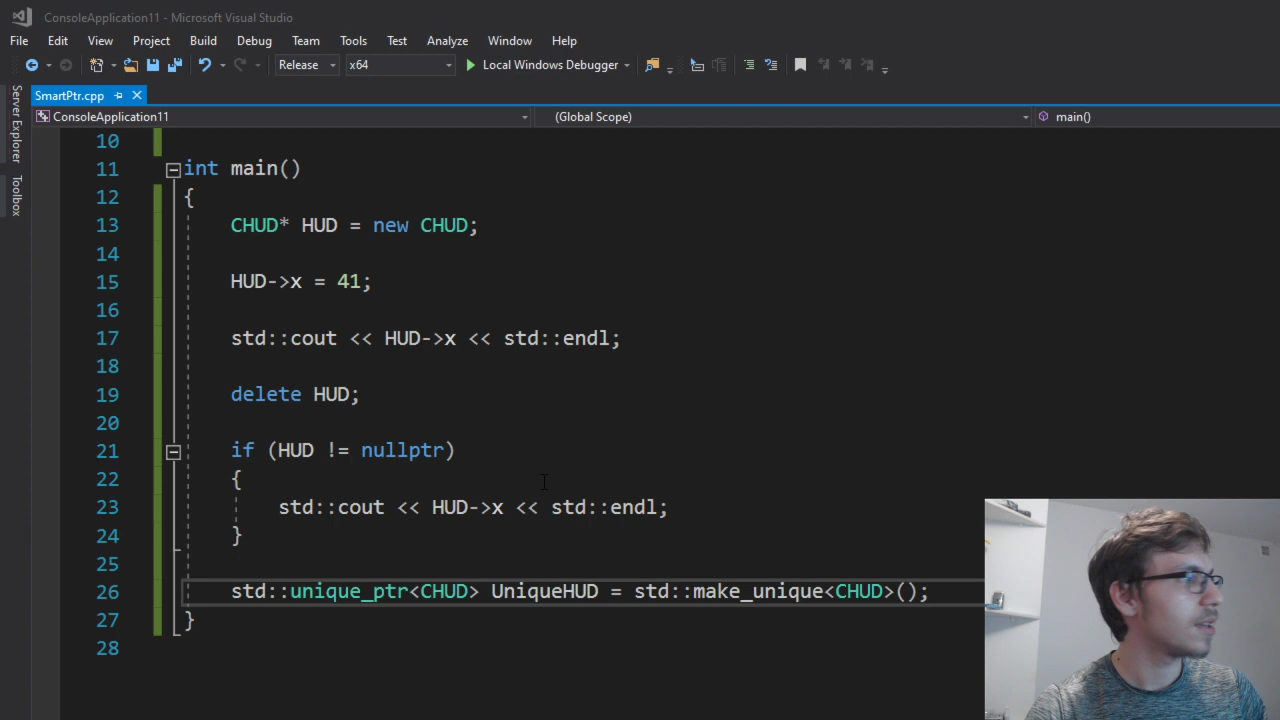 ConsoleApplication11 - Microsoft Visual Studio
File Edit View Project Build Debug Team Tools Test Analyze Window Help
Release x64 Local Windows Debugger
SmartPtr.cpp
ConsoleApplication11 (Global Scope) main()
Server Explorer
Toolbox
10
11 int main()
12 {
13 CHUD* HUD = new CHUD;
14
15 HUD->x = 41;
16
17 std::cout << HUD->x << std::endl;
18
19 delete HUD;
20
21 if (HUD != nullptr)
22 {
23 std::cout << HUD->x << std::endl;
24 }
25
26 std::unique_ptr<CHUD> UniqueHUD = std::make_unique<CHUD>();
27 }
28